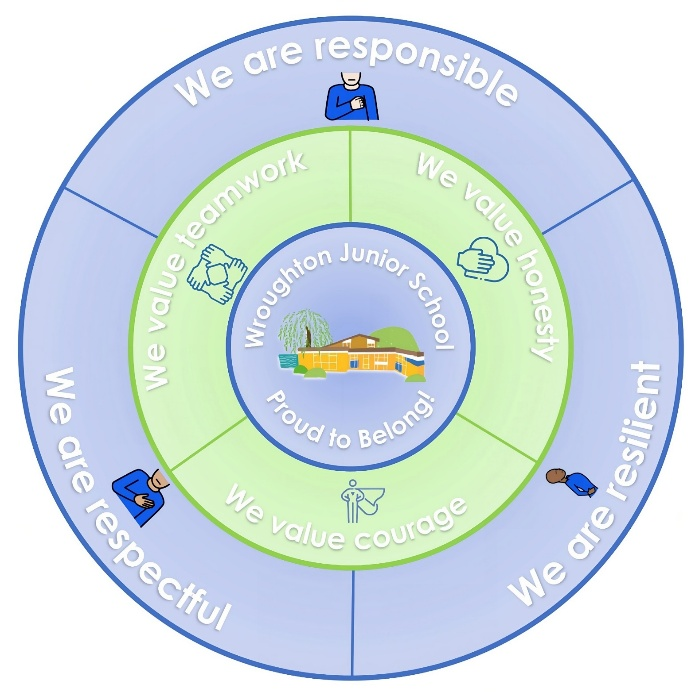 We are responsible
We value teamwork
We value honesty
Wroughton Junior School
Proud to Belong!
We value courage
We are respectful
We are resilient